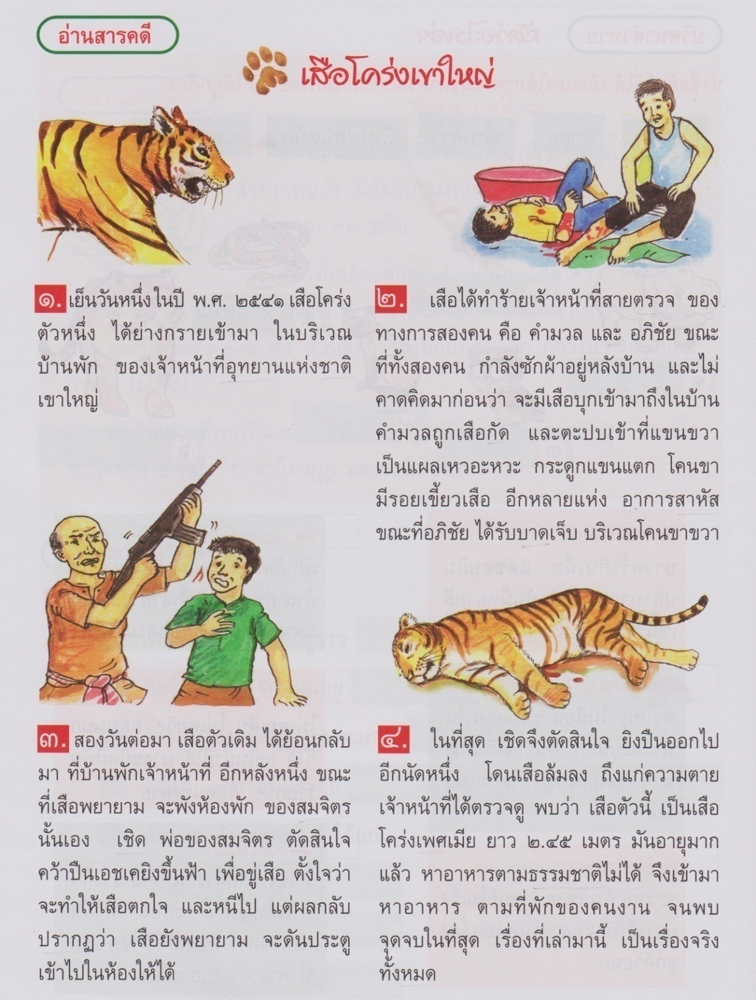 อ่านสารคดี
เสือโคร่งเขาใหญ่
๑. เย็นวันหนึ่งในปี พ.ศ. ๒๕๔๑ เสือโคร่ง
ตัวหนึ่ง ได้ย่างกรายเข้ามา ในบริเวณ
บ้านพัก ของเจ้าหน้าที่อุทยานแห่งชาติ
เขาใหญ่
๒. เสือได้ทำร้ายเจ้าหน้าที่สายตรวจ ของ
ทางการสองคน คือ คำมวล และ อภิชัย ขณะ
ที่ทั้งสองคน กำลังซักผ้าอยู่หลังบ้าน และไม่
คาดคิดมาก่อนว่า จะมีเสือบุกเข้ามาถึงในบ้าน
คำมวลถูกเสือกัด และตะปบเข้าที่แขนขวา
เป็นแผลเหวอะหวะ กระดูกแขนแตก โคนขา
มีรอยเขี้ยวเสือ อีกหลายแห่ง อาการสาหัส
ขณะที่อภิชัย ได้รับบาดเจ็บ บริเวณโคนขาขวา
๓. สองวันต่อมา เสือตัวเดิม ได้ย้อนกลับ
มา ที่บ้านพักเจ้าหน้าที่ อีกหลังหนึ่ง ขณะ
ที่เสือพยายาม จะพังห้องพัก ของสมจิตร
นั้นเอง เชิด พ่อของสมจิตร ตัดสินใจ
คว้าปืนเอชเคยิงขึ้นฟ้า เพื่อขู่เสือ ตั้งใจว่า
จะทำให้เสือตกใจ และหนีไป แต่ผลกลับ
ปรากฏว่า เสือยังพยายาม จะดันประตู
เข้าไปในห้องให้ได้
๔. ในที่สุด เชิดจึงตัดสินใจ ยิงปืนออกไป
อีกนัดหนึ่ง โดนเสือล้มลง ถึงแก่ความตาย
เจ้าหน้าที่ได้ตรวจดู พบว่า เสือตัวนี้ เป็นเสือ
โคร่งเพศเมีย ยาว ๒.๔๕ เมตร มันอายุมาก
แล้ว หาอาหารตามธรรมชาติไม่ได้ จึงเข้ามา
หาอาหาร ตามที่พักของคนงาน จนพบ
จุดจบในที่สุด เรื่องที่เล่ามานี้ เป็นเรื่องจริง
ทั้งหมด